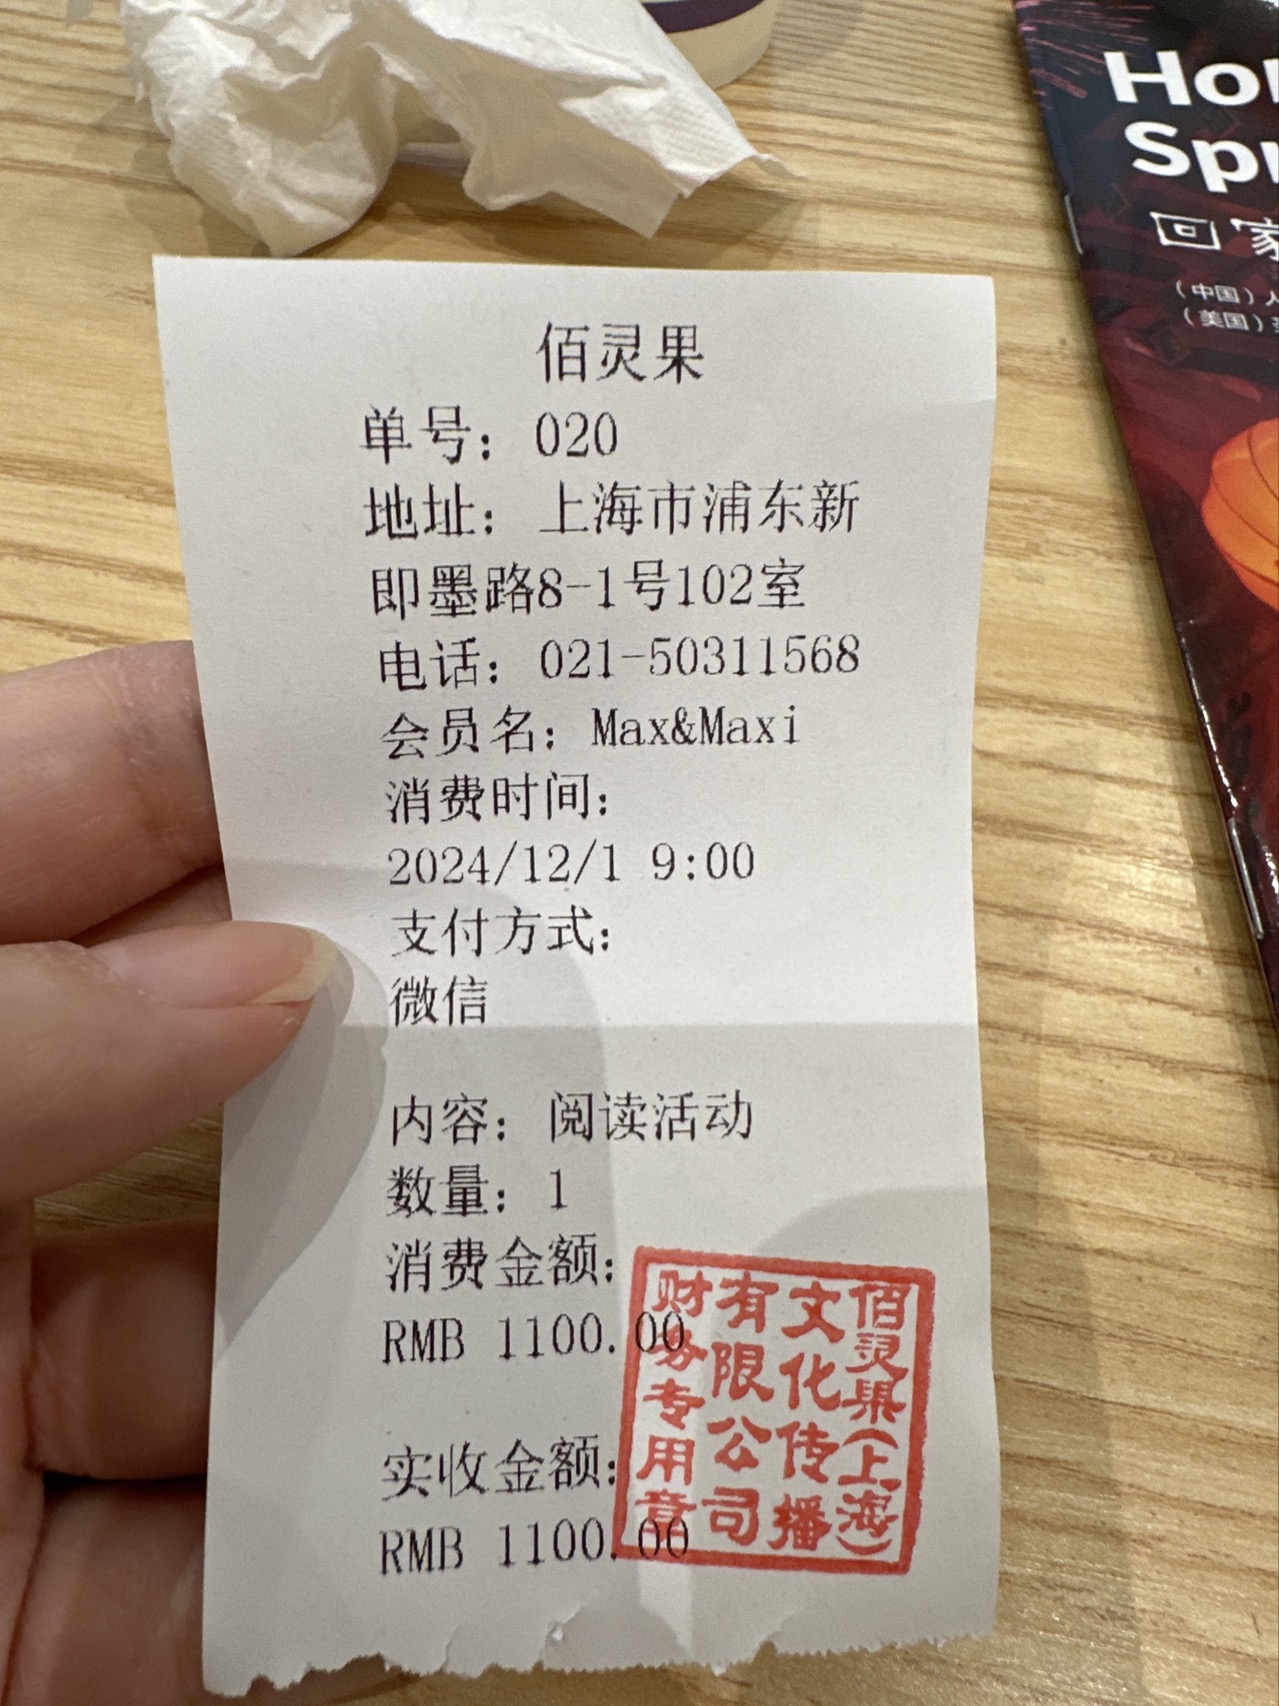 佰灵果
单号：020
地址：上海市浦东新
即墨路8-1号102室
电话：021-50311568
会员名：Max&Maxi
消费时间：
2024/12/1 9:00
支付方式：
微信
内容：阅读活动
数量：1
消费金额：
RMB 1100.00
实收金额：
RMB 1100.00
佰灵果（上海）
文化传播
有限公司
财务专用章
家
（中国）
（美国）